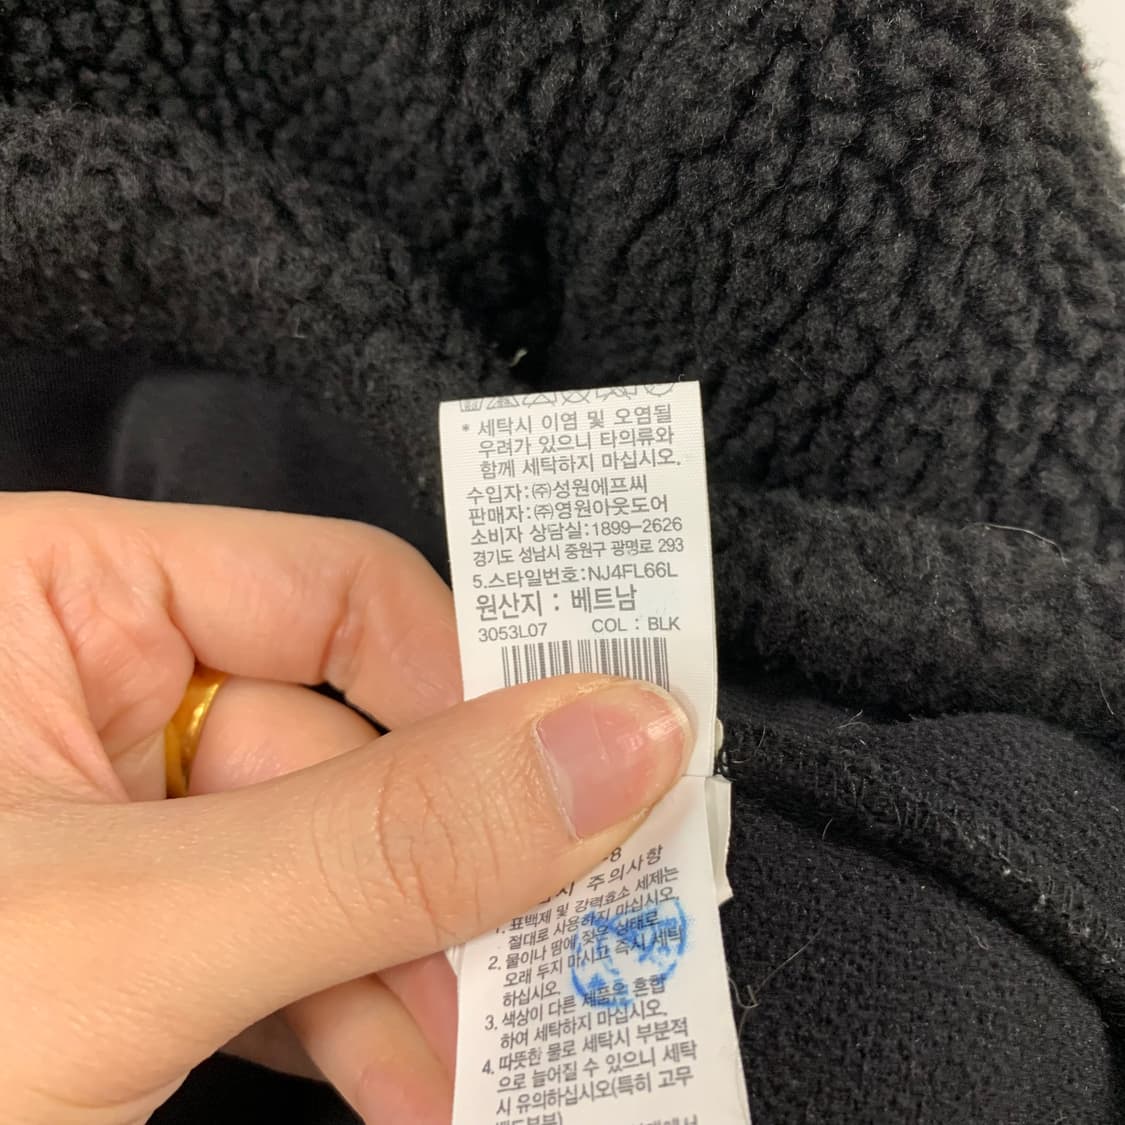 * 세탁시 이염 및 오염될
우려가 있으니 타의류와
함께 세탁하지 마십시오.
수입자:㈜성원에프씨
판매자:㈜영원아웃도어
소비자 상담실:1899-2626
경기도 성남시 중원구 광명로 293
5.스타일번호:NJ4FL66L
원산지 : 베트남
3053L07 COL : BLK
-8
주의사항
1. 표백제 및 강력효소 세제는
절대로 사용하지 마십시오.
2. 물이나 땀에 젖은 상태로
오래 두지 마시고 즉시 세탁
하십시오.
3. 색상이 다른 제품은 혼합
하여 세탁하지 마십시오.
4. 따뜻한 물로 세탁시 부분적
으로 늘어질 수 있으니 세탁
시 유의하십시오(특히 고무
밴드부분)